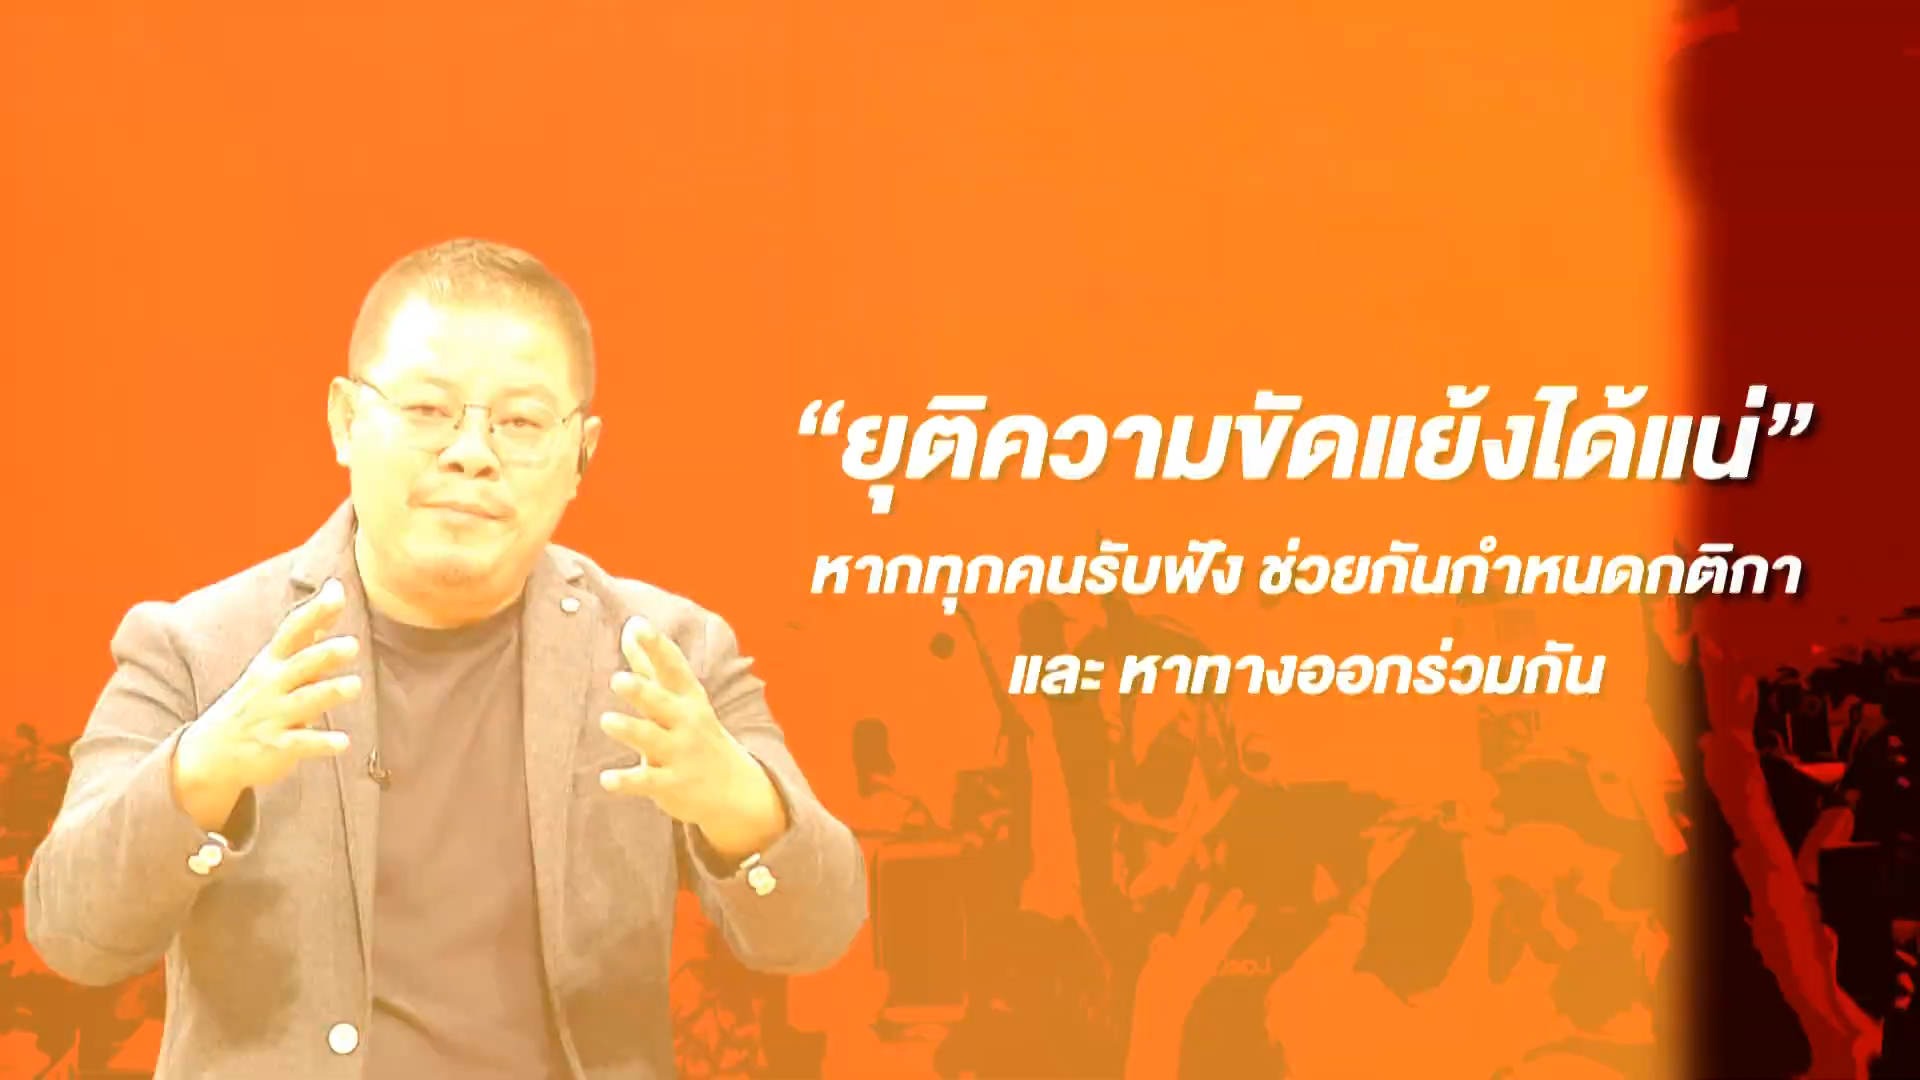 “ยุติความขัดแย้งได้แน่”
หากทุกคนรับฟัง ช่วยกันกำหนดกติกา
และ หาทางออกร่วมกัน